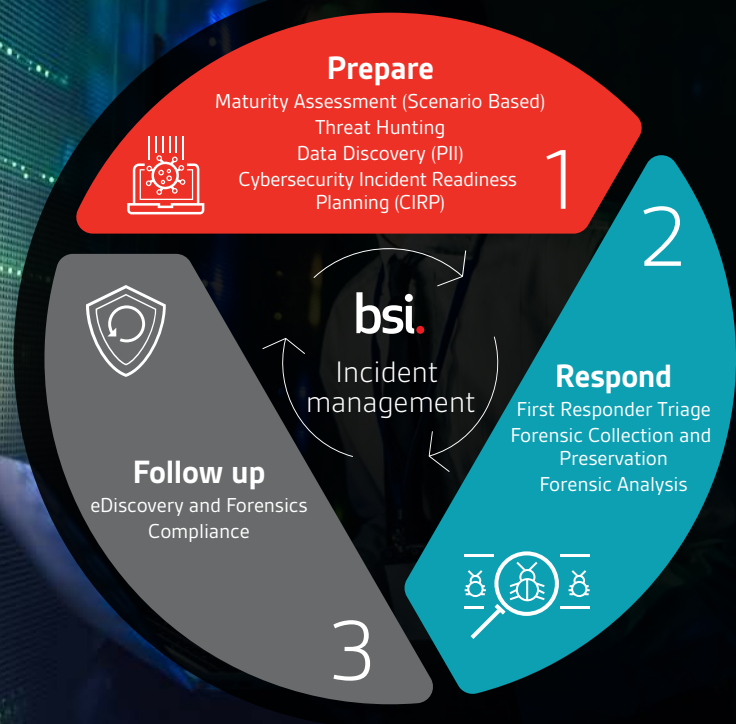 Prepare
Maturity Assessment (Scenario Based)
Threat Hunting
Data Discovery (PII)
Cybersecurity Incident Readiness
Planning (CIRP)
1
2
Respond
First Responder Triage
Forensic Collection and
Preservation
Forensic Analysis
bsi.
Incident
management
Follow up
eDiscovery and Forensics
Compliance
3